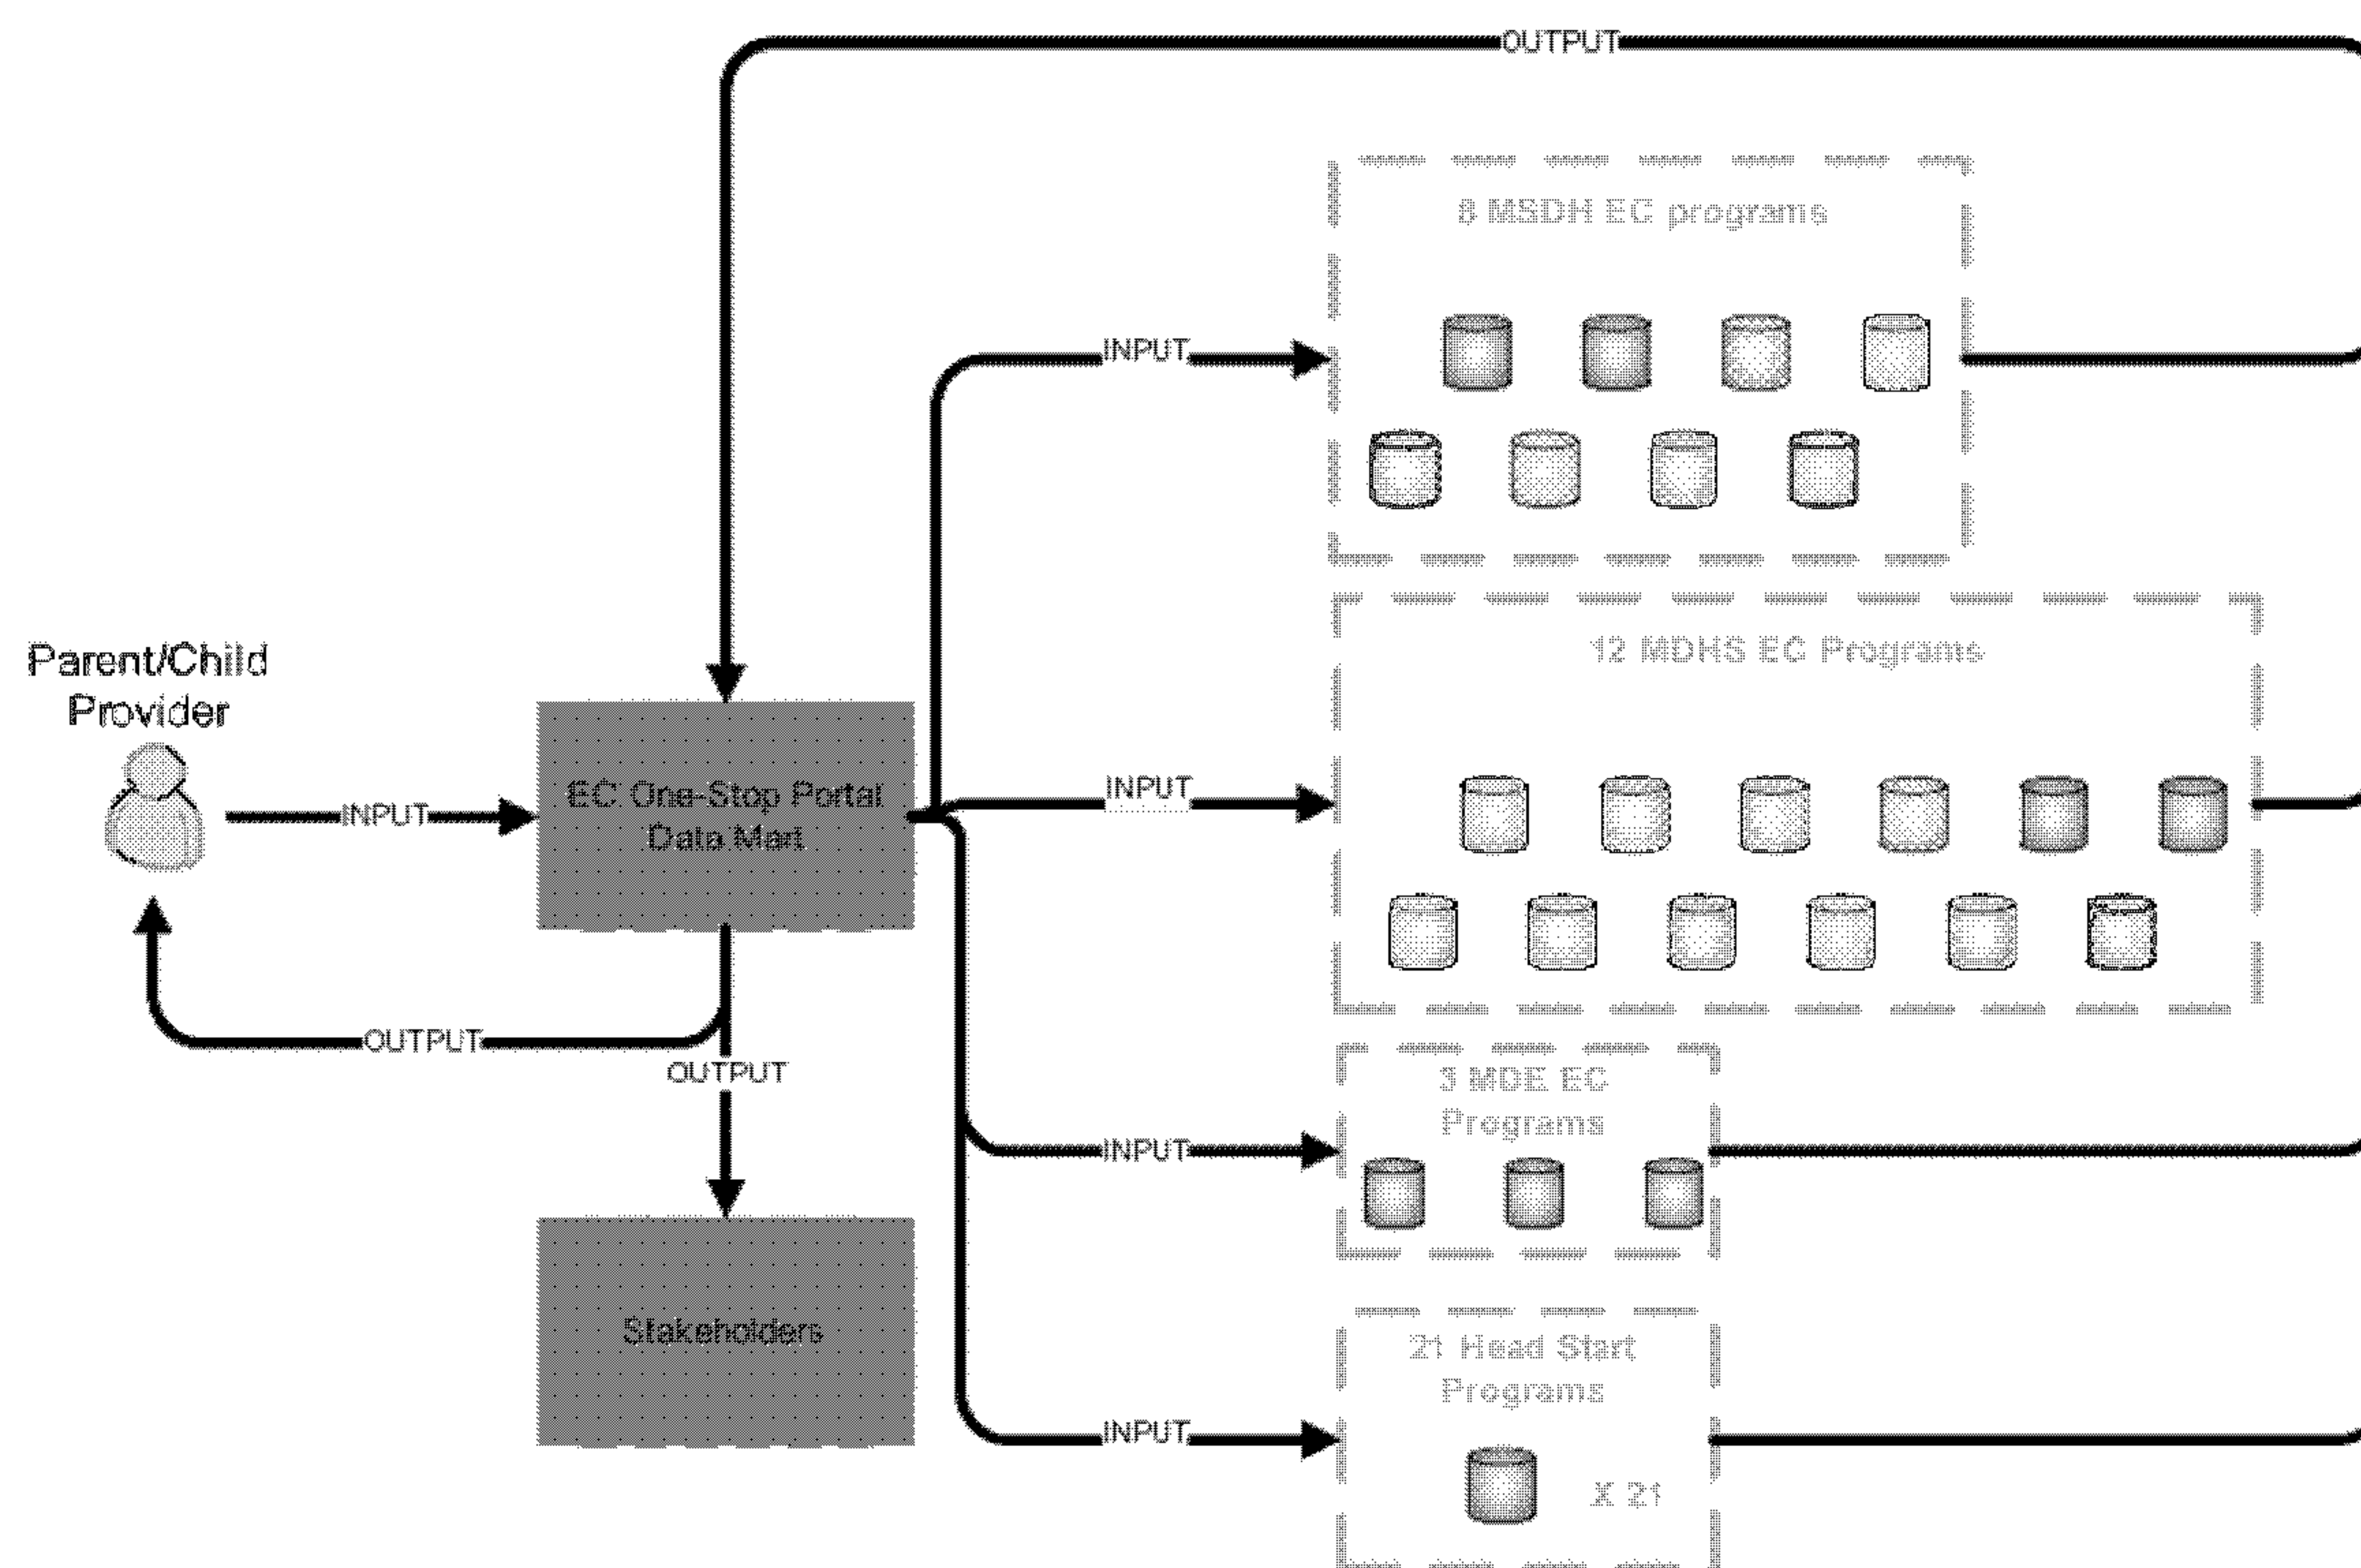 OUTPUT
8 MSDH EC programs
INPUT
12 MDHS EC Programs
Parent/Child
Provider
INPUT
EC One-Stop Portal
Data Mart
INPUT
OUTPUT
OUTPUT
3 MDE EC
Programs
INPUT
Stakeholders
21 Head Start
Programs
INPUT
X 21